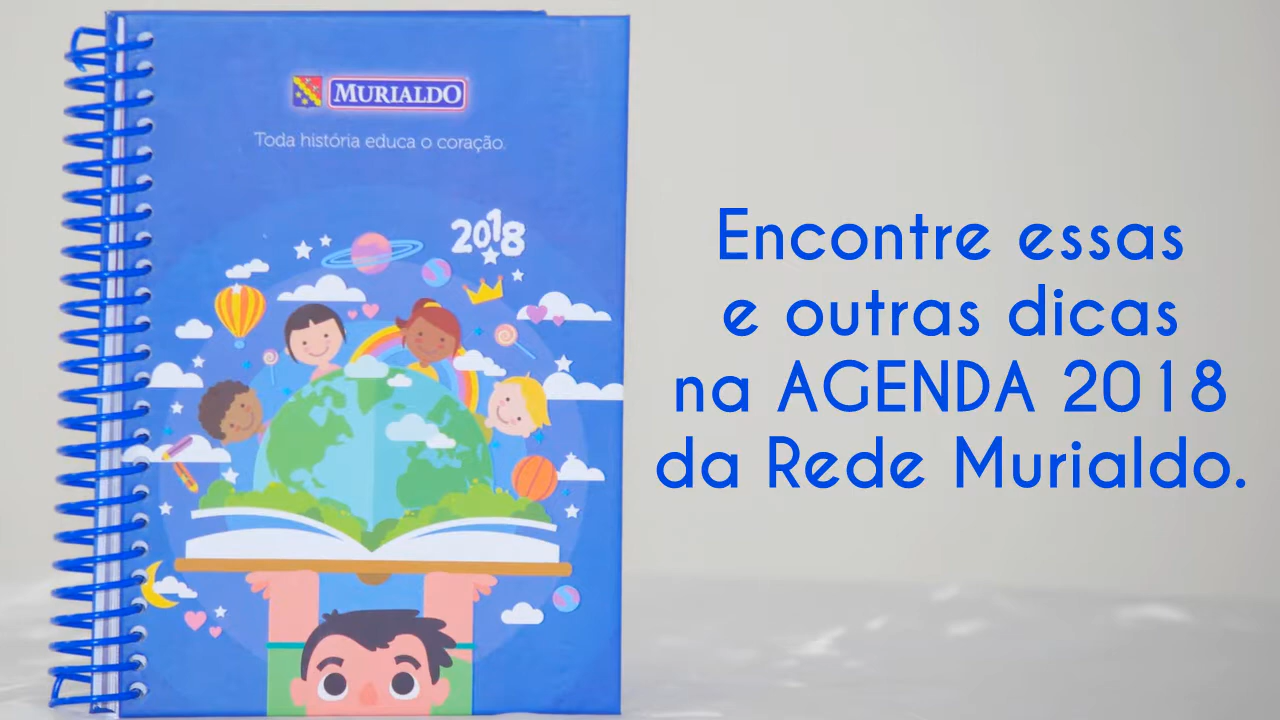 MURIALDO
Toda história educa o coração.
2018
Encontre essas
e outras dicas
na AGENDA 2018
da Rede Murialdo.